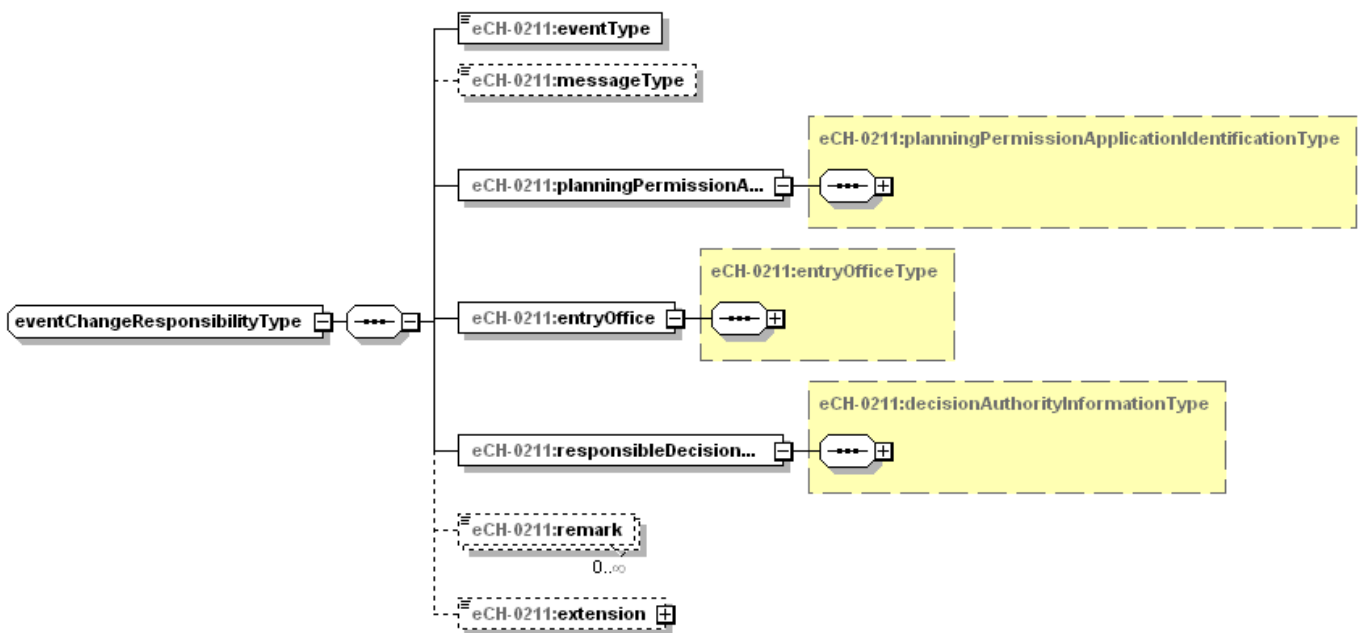 eCH-0211:eventType
eCH-0211:messageType
eCH-0211:planningPermissionApplicationIdentificationType
eCH-0211:planningPermissionA...
eCH-0211:entryOfficeType
eventChangeResponsibilityType
eCH-0211:entryOffice
eCH-0211:decisionAuthorityInformationType
eCH-0211:responsibleDecision...
eCH-0211:remark
0..∞
eCH-0211:extension